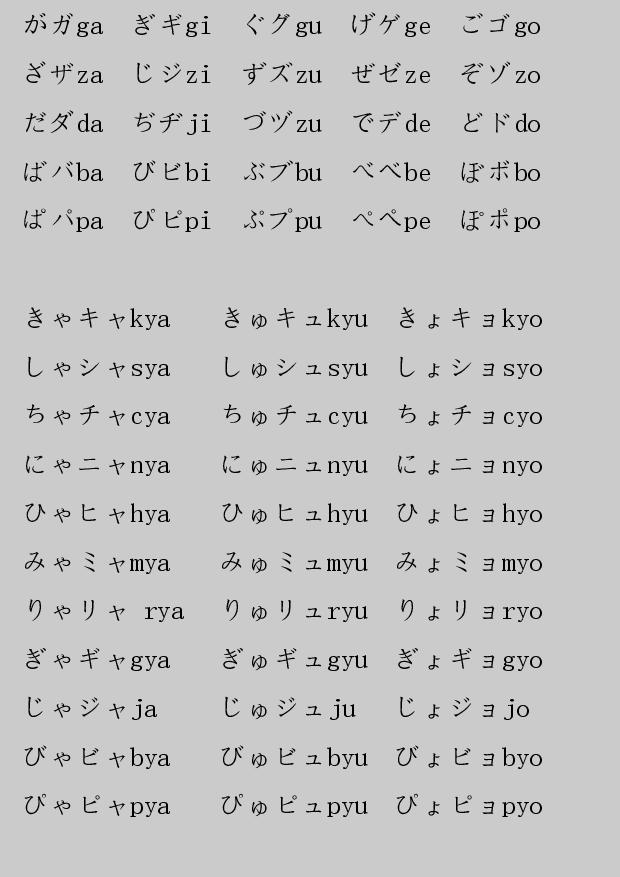 がガga ぎギgi ぐグgu げゲge ごゴgo
ざザza じジzi ずズzu ぜゼze ぞゾzo
だダda ぢヂji づヅzu でデde どドdo
ばバba びビbi ぶブbu べベbe ぼボbo
ぱパpa ぴピpi ぷプpu ぺペpe ぽポpo
きゃキャkya きゅキュkyu きょキョkyo
しゃシャsya しゅシュsyu しょショsyo
ちゃチャcya ちゅチュcyu ちょチョcyo
にゃニャnya にゅニュnyu にょニョnyo
ひゃヒャhya ひゅヒュhyu ひょヒョhyo
みゃミャmya みゅミュmyu みょミョmyo
りゃリャ rya りゅリュryu りょリョryo
ぎゃギャgya ぎゅギュgyu ぎょギョgyo
じゃジャja じゅジュju じょジョjo
びゃビャbya びゅビュbyu びょビョbyo
ぴゃピャpya ぴゅピュpyu ぴょピョpyo